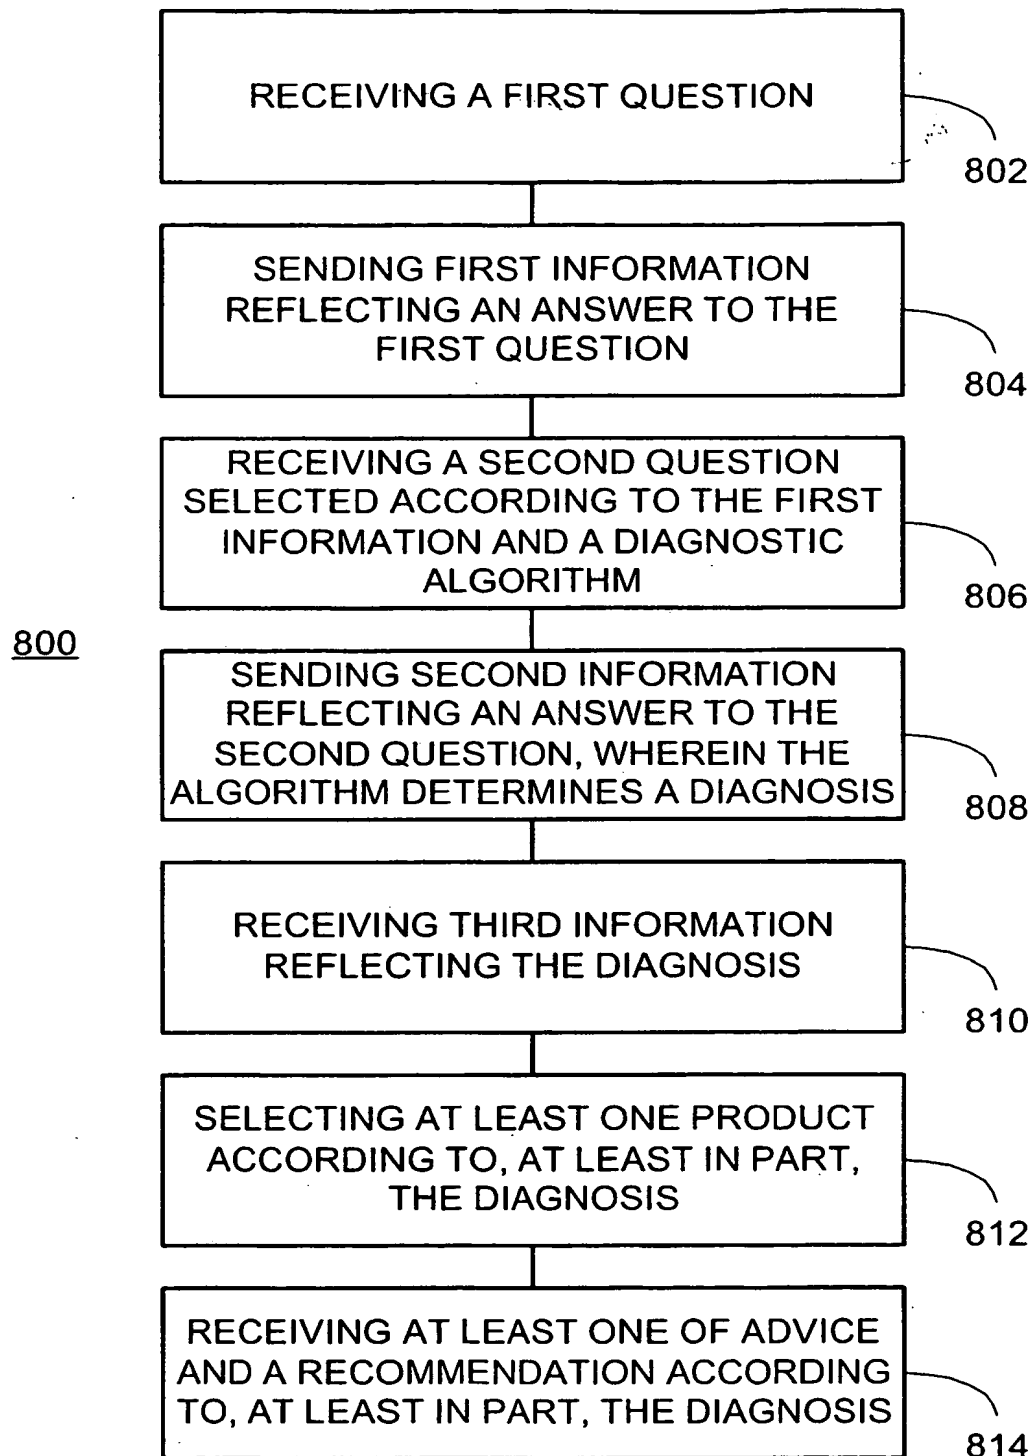 RECEIVING A FIRST QUESTION
802
SENDING FIRST INFORMATION
REFLECTING AN ANSWER TO THE
FIRST QUESTION
804
RECEIVING A SECOND QUESTION
SELECTED ACCORDING TO THE FIRST
INFORMATION AND A DIAGNOSTIC
ALGORITHM
806
800
SENDING SECOND INFORMATION
REFLECTING AN ANSWER TO THE
SECOND QUESTION, WHEREIN THE
ALGORITHM DETERMINES A DIAGNOSIS
808
RECEIVING THIRD INFORMATION
REFLECTING THE DIAGNOSIS
810
SELECTING AT LEAST ONE PRODUCT
ACCORDING TO, AT LEAST IN PART,
THE DIAGNOSIS
812
RECEIVING AT LEAST ONE OF ADVICE
AND A RECOMMENDATION ACCORDING
TO, AT LEAST IN PART, THE DIAGNOSIS
814